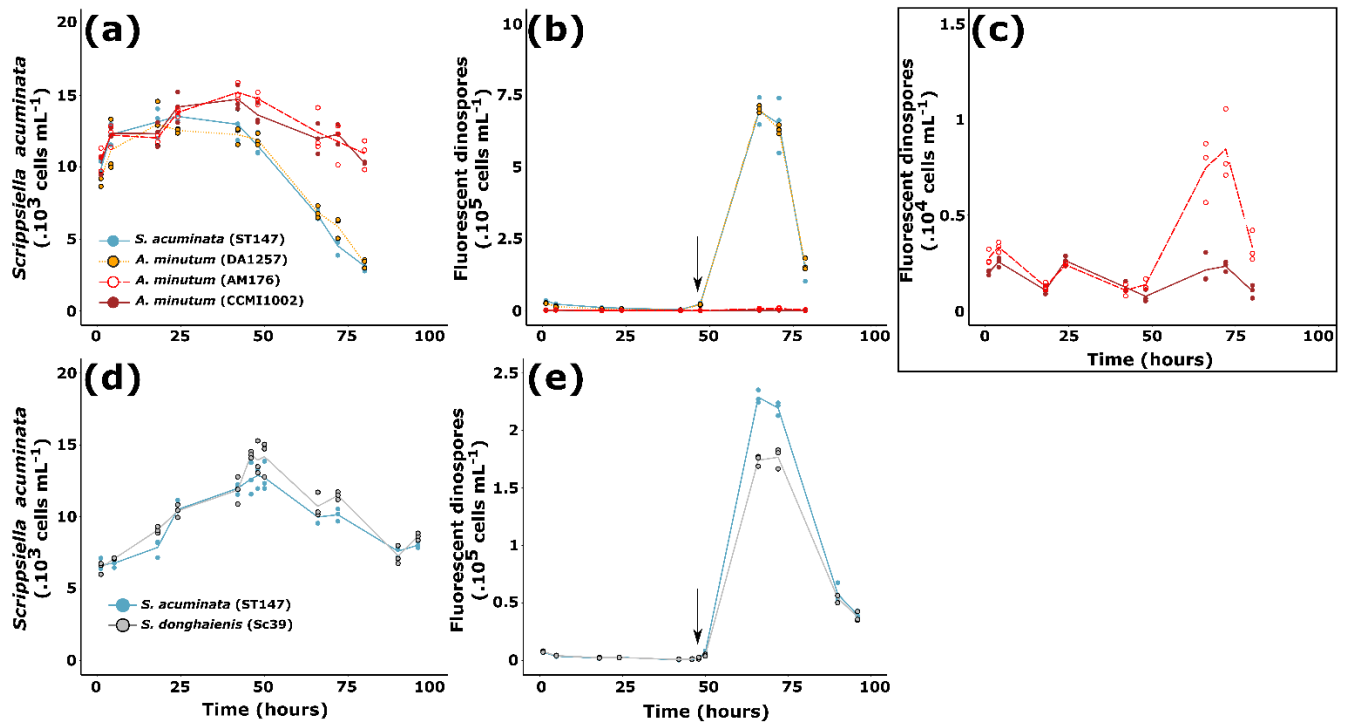 (a)
Scrippsiella acuminata
(.10³ cells mL⁻¹)
20
15
10
5
0
S. acuminata (ST147)
A. minutum (DA1257)
A. minutum (AM176)
A. minutum (CCMI1002)
0 25 50 75 100
(b)
Fluorescent dinospores
(.10⁵ cells mL⁻¹)
10
7.5
5
2.5
0
0 25 50 75 100
(c)
Fluorescent dinospores
(.10⁴ cells mL⁻¹)
1.5
1
0.5
0
0 25 50 75 100
Time (hours)
(d)
Scrippsiella acuminata
(.10³ cells mL⁻¹)
20
15
10
5
0
S. acuminata (ST147)
S. donghaienis (Sc39)
0 25 50 75 100
Time (hours)
(e)
Fluorescent dinospores
(.10⁵ cells mL⁻¹)
2.5
2
1.5
1
0.5
0
0 25 50 75 100
Time (hours)